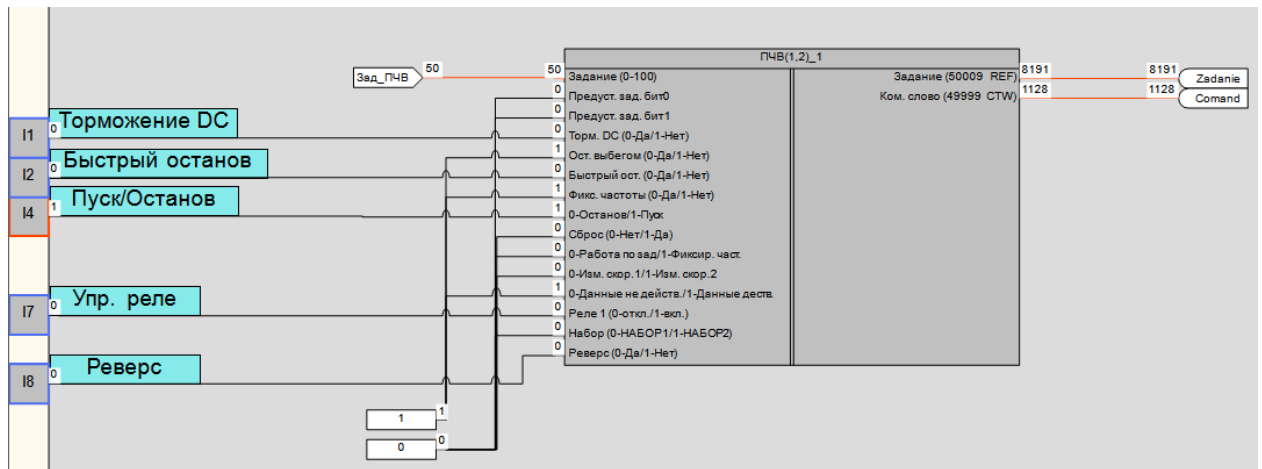 ПЧВ(1,2)_1
Зад_ПЧВ 50
50 Задание (0-100)
Задание (50009 REF) 8191
8191 Zadanie
0 Предуст. зад. бит0
Ком. слово (49999 CTW) 1128
1128 Comand
0 Предуст. зад. бит1
I1 0 Торможение DC
0 Торм. DC (0-Да/1-Нет)
1 Ост. выбегом (0-Да/1-Нет)
I2 0 Быстрый останов
0 Быстрый ост. (0-Да/1-Нет)
1 Фикс. частоты (0-Да/1-Нет)
I4 1 Пуск/Останов
1 0-Останов/1-Пуск
0 Сброс (0-Нет/1-Да)
0 0-Работа по зад/1-Фиксир. част.
0 0-Изм. скор.1/1-Изм. скор.2
1 0-Данные не действ./1-Данные деств.
I7 0 Упр. реле
0 Реле 1 (0-откл./1-вкл.)
0 Набор (0-НАБОР1/1-НАБОР2)
0 Реверс (0-Да/1-Нет)
I8 0 Реверс
1 1
0 0